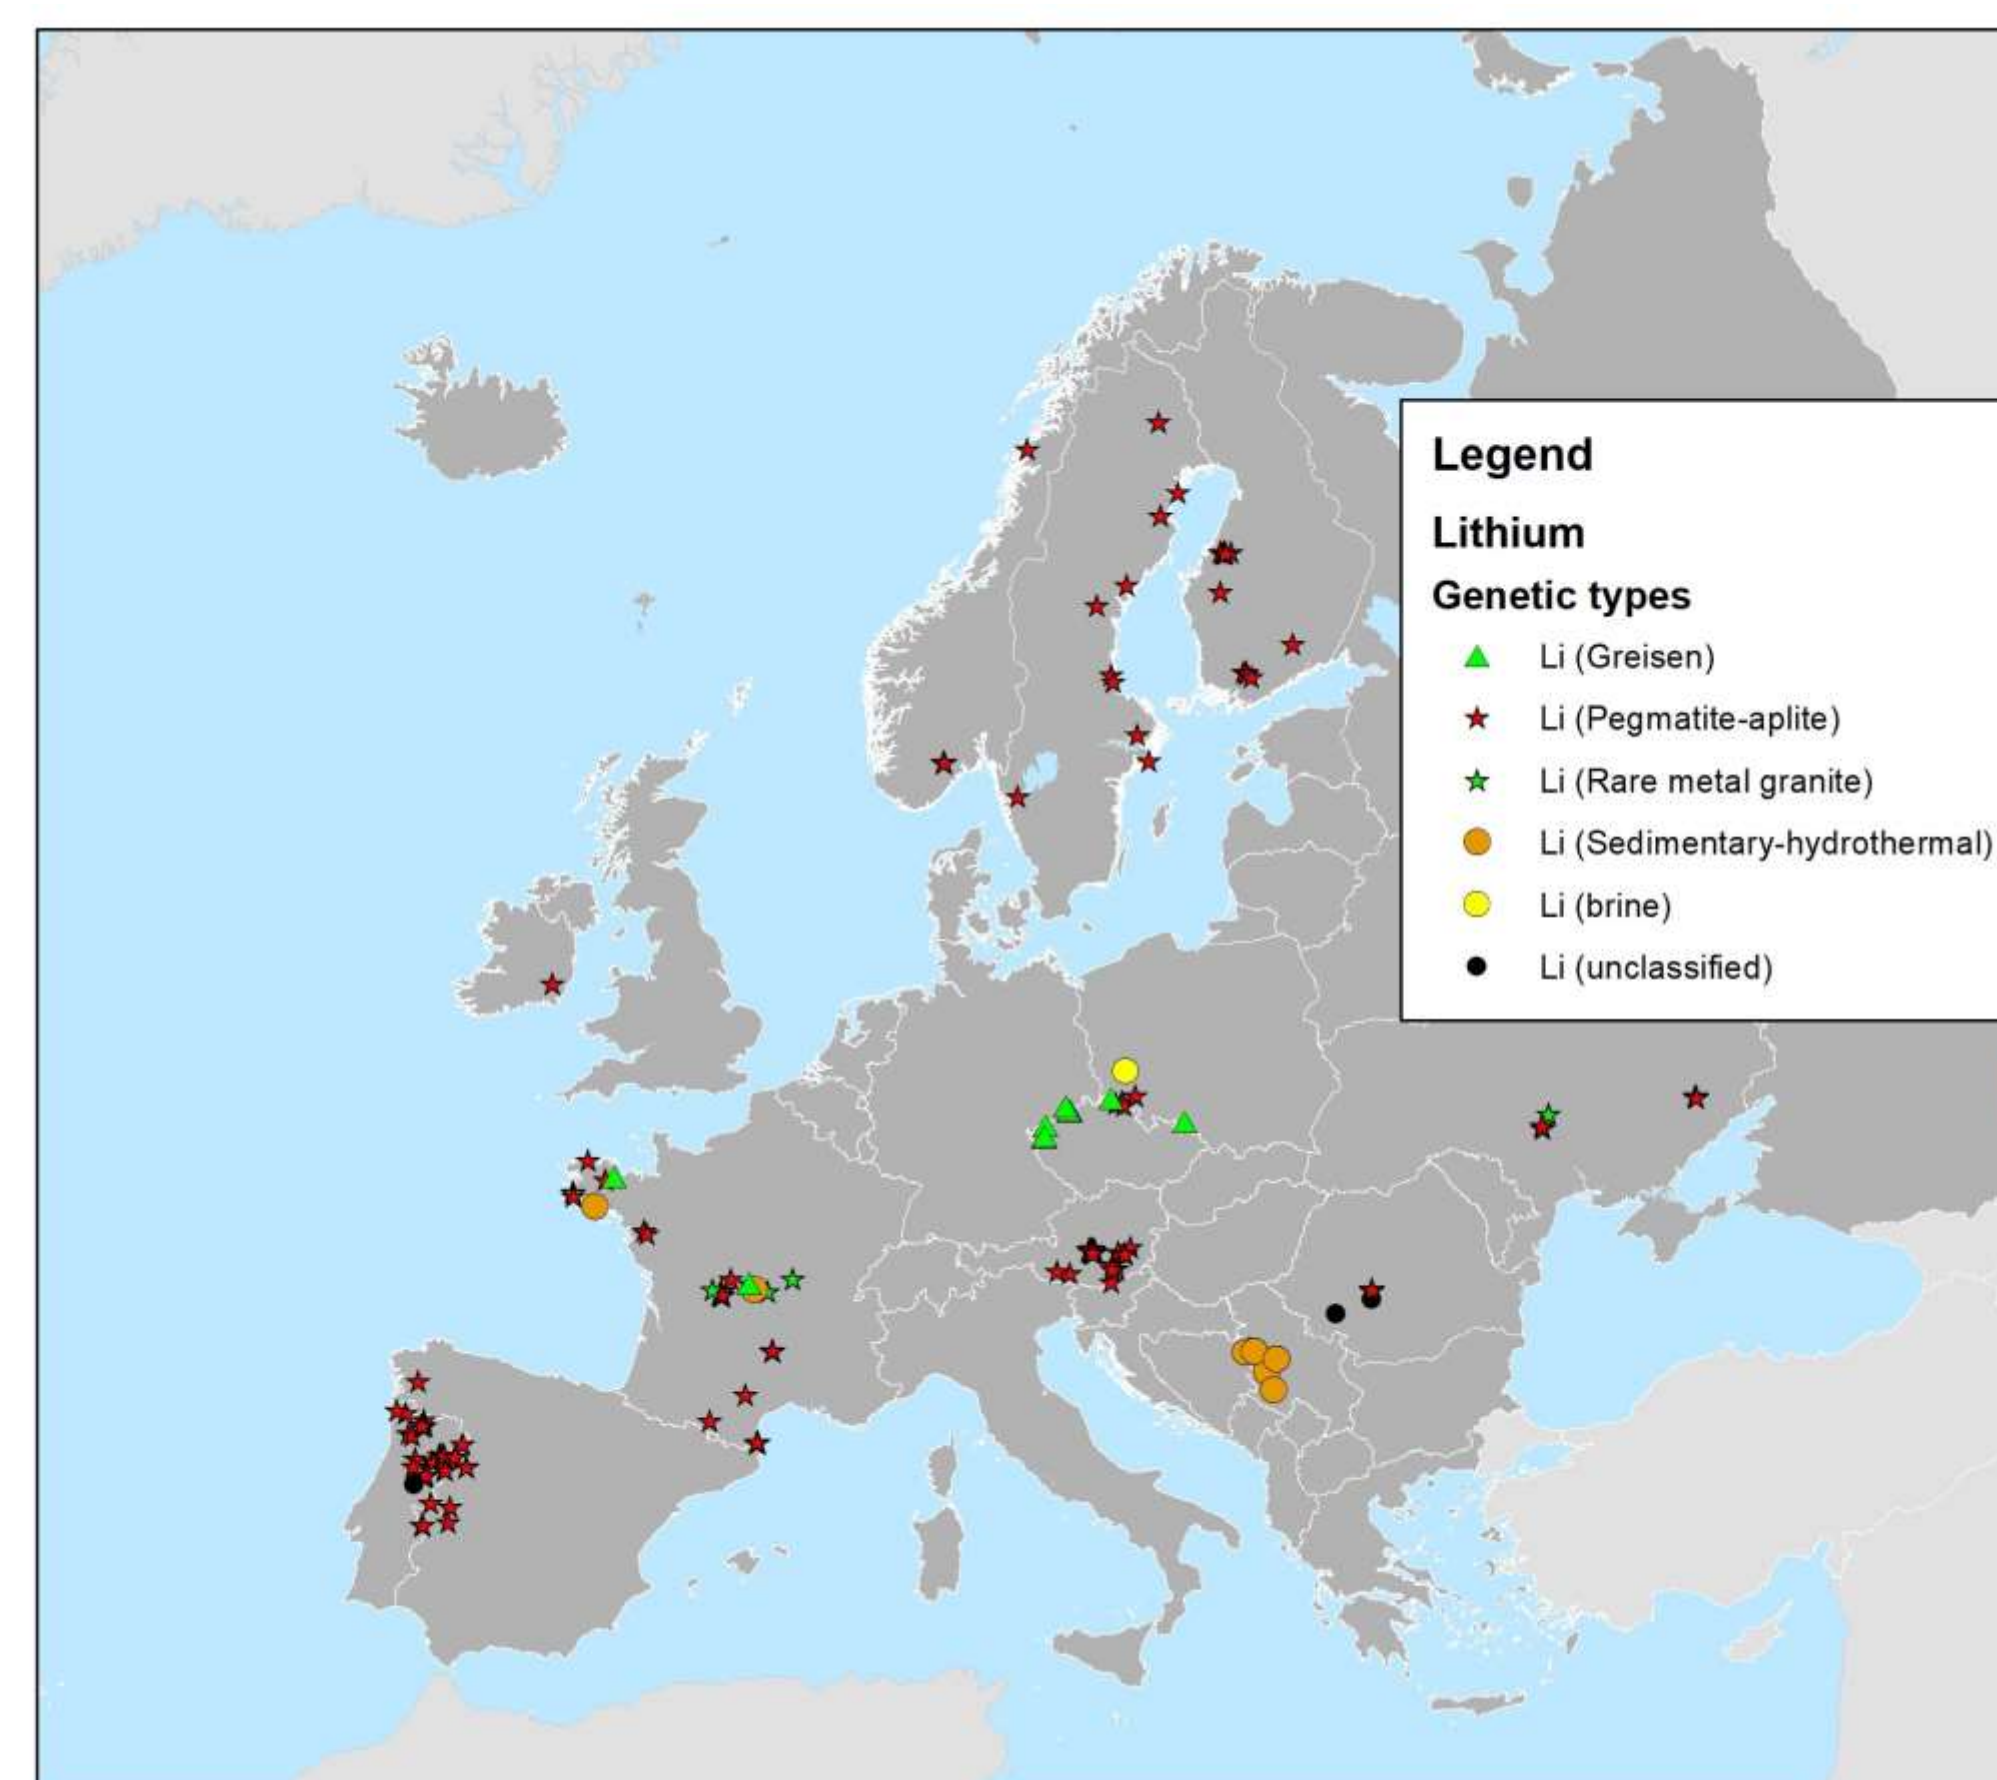 Legend
Lithium
Genetic types
Li (Greisen)
Li (Pegmatite-aplite)
Li (Rare metal granite)
Li (Sedimentary-hydrothermal)
Li (brine)
Li (unclassified)